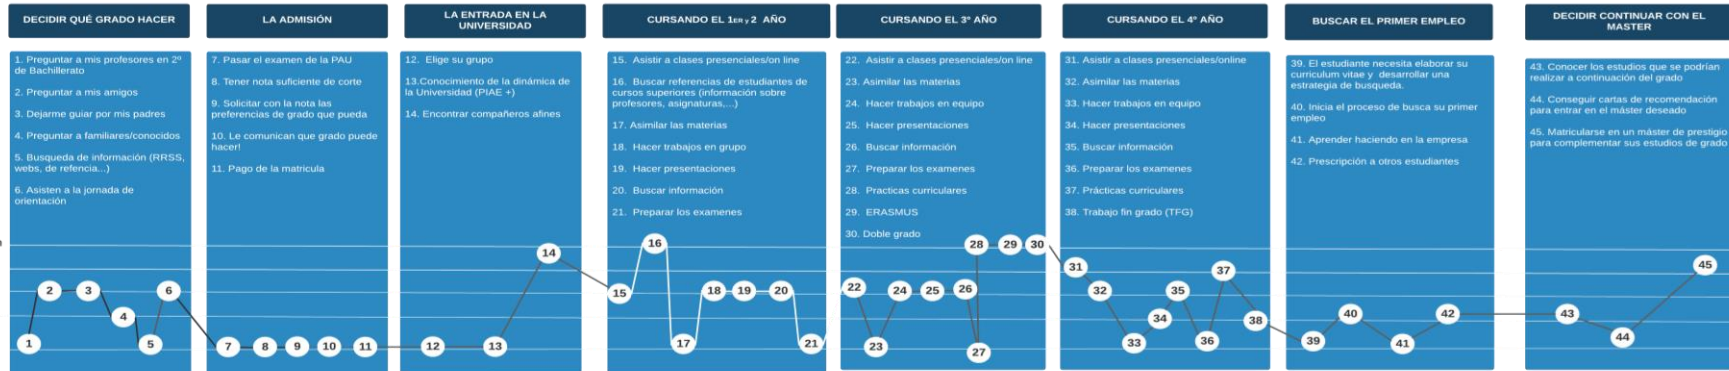 DECIDIR QUÉ GRADO HACER
1. Preguntar a mis profesores en 2º
de Bachillerato
2. Preguntar a mis amigos
3. Dejarme guiar por mis padres
4. Preguntar a familiares/conocidos
5. Busqueda de información (RRSS,
webs, de refencia...)
6. Asisten a la jornada de
orientación
LA ADMISIÓN
7. Pasar el examen de la PAU
8. Tener nota suficiente de corte
9. Solicitar con la nota las
preferencias de grado que pueda
10. Le comunican que grado puede
hacer!
11. Pago de la matricula
LA ENTRADA EN LA
UNIVERSIDAD
12. Elige su grupo
13.Conocimiento de la dinámica de
la Universidad (PIAE +)
14. Encontrar compañeros afines
CURSANDO EL 1ER y 2 AÑO
15. Asistir a clases presenciales/on line
16. Buscar referencias de estudiantes de
cursos superiores (información sobre
profesores, asignaturas,...)
17. Asimilar las materias
18. Hacer trabajos en grupo
19. Hacer presentaciones
20. Buscar información
21. Preparar los examenes
CURSANDO EL 3º AÑO
22. Asistir a clases presenciales/on line
23. Asimilar las materias
24. Hacer trabajos en equipo
25. Hacer presentaciones
26. Buscar información
27. Preparar los examenes
28. Practicas curriculares
29. ERASMUS
30. Doble grado
CURSANDO EL 4º AÑO
31. Asistir a clases presenciales/online
32. Asimilar las materias
33. Hacer trabajos en equipo
34. Hacer presentaciones
35. Buscar información
36. Preparar los examenes
37. Prácticas curriculares
38. Trabajo fin grado (TFG)
BUSCAR EL PRIMER EMPLEO
39. El estudiante necesita elaborar su
curriculum vitae y desarrollar una
estrategia de busqueda.
40. Inicia el proceso de busca su primer
empleo
41. Aprender haciendo en la empresa
42. Prescripción a otros estudiantes
DECIDIR CONTINUAR CON EL
MASTER
43. Conocer los estudios que se podrían
realizar a continuación del grado
44. Conseguir cartas de recomendación
para entrar en el máster deseado
45. Matricularse en un máster de prestigio
para complementar sus estudios de grado
1 2 3 4 5 6 7 8 9 10 11 12 13 14 15 16 17 18 19 20 21 22 23 24 25 26 27 28 29 30 31 32 33 34 35 36 37 38 39 40 41 42 43 44 45